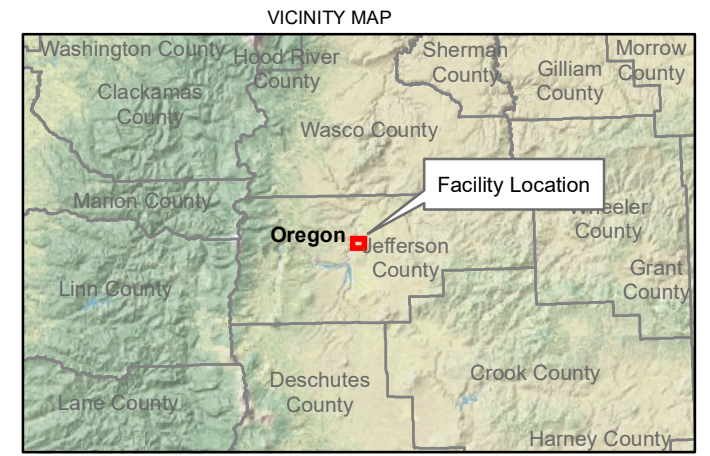 VICINITY MAP
Washington County
Hood River
County
Sherman
County
Gilliam
County
Morrow
County
Clackamas
County
Wasco County
Marion County
Facility Location
Wheeler
County
Oregon
Jefferson
County
Grant
County
Linn County
Deschutes
County
Crook County
Lane County
Harney County